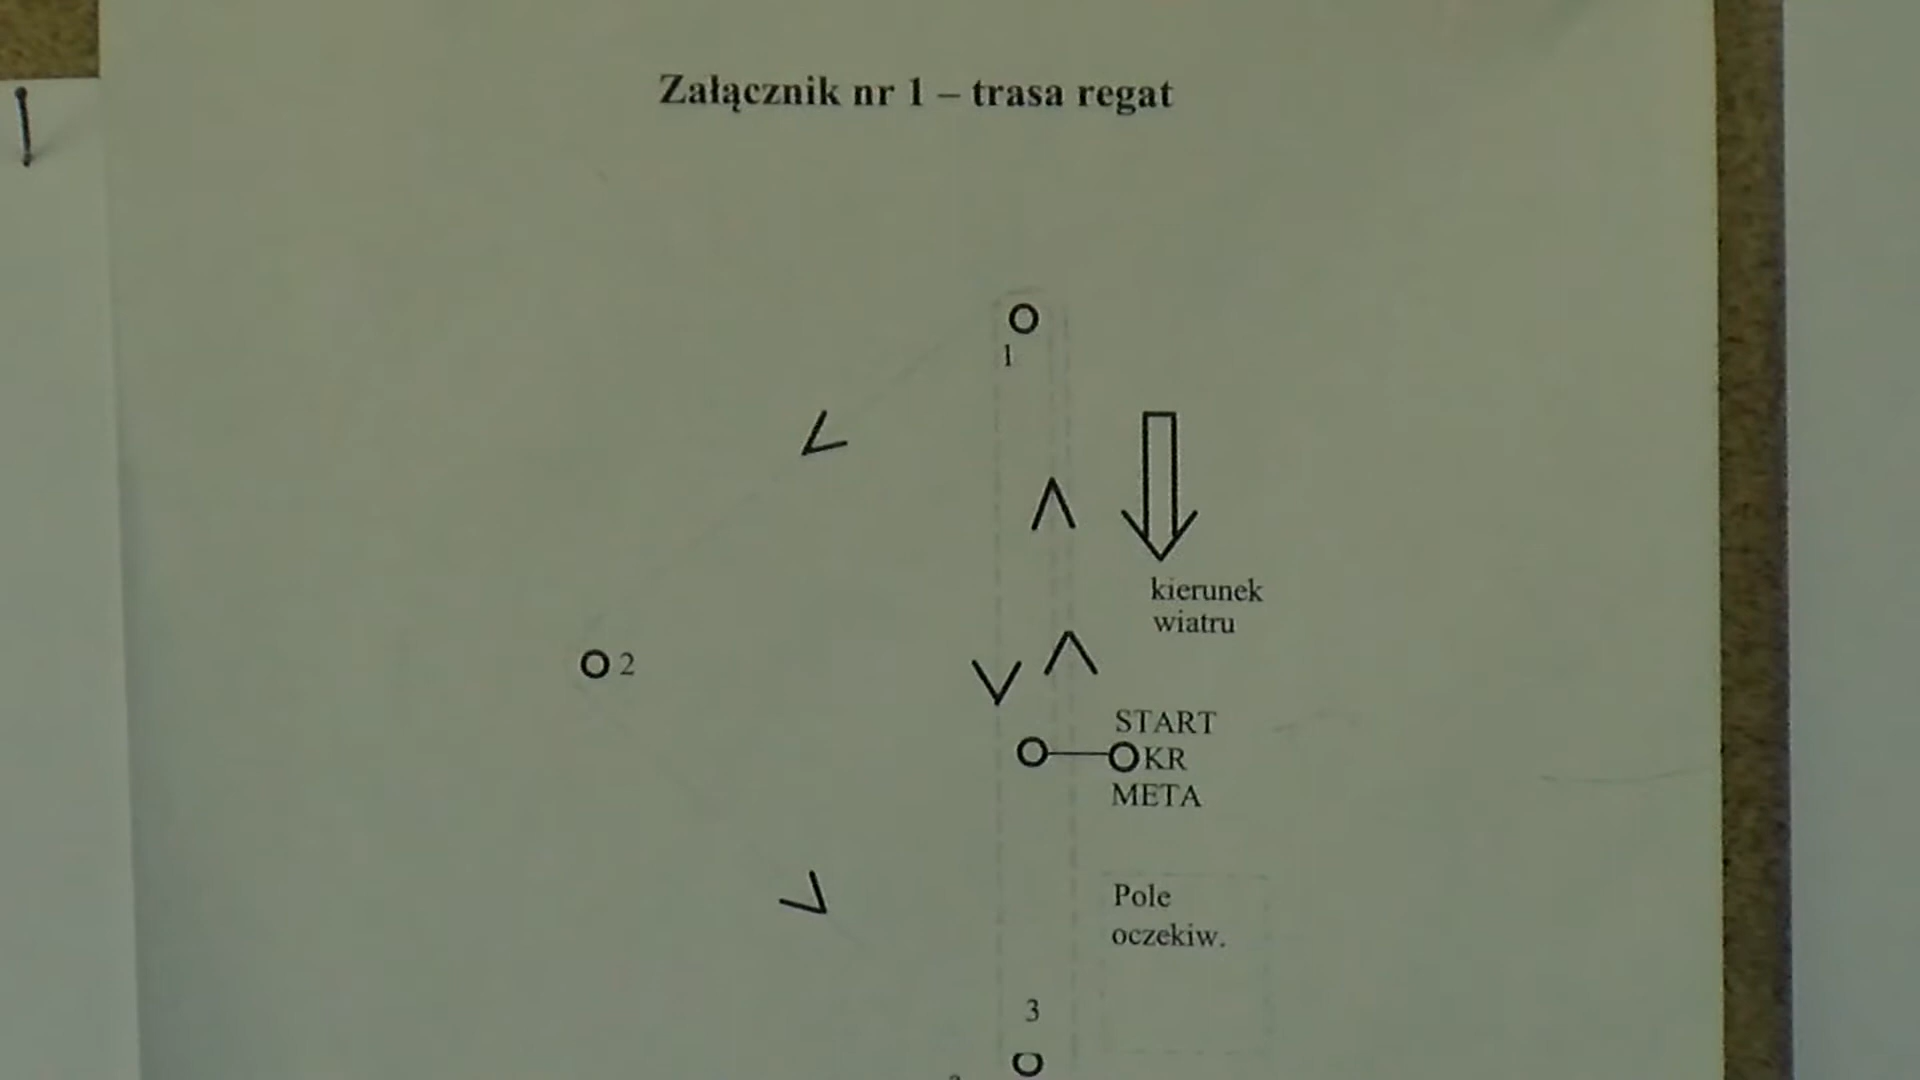 Załącznik nr 1 – trasa regat
1
kierunek
wiatru
2
START
KR
META
Pole
oczekiw.
3